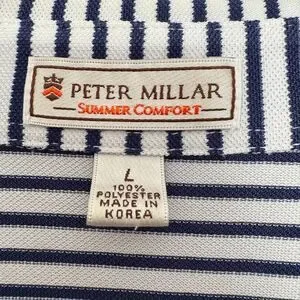 PETER MILLAR
SUMMER COMFORT
L
100%
POLYESTER
MADE IN
KOREA